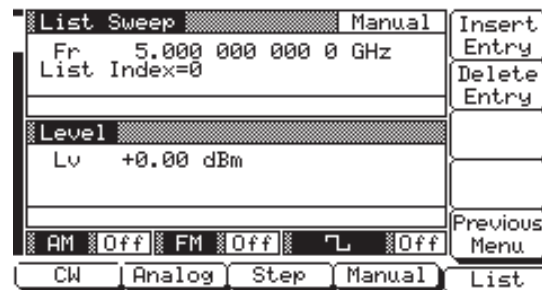 List Sweep Manual
Fr 5.000 000 000 0 GHz
List Index=0
Level
Lv +0.00 dBm
AM Off FM Off Off
Insert Entry
Delete Entry
Previous Menu
CW Analog Step Manual List